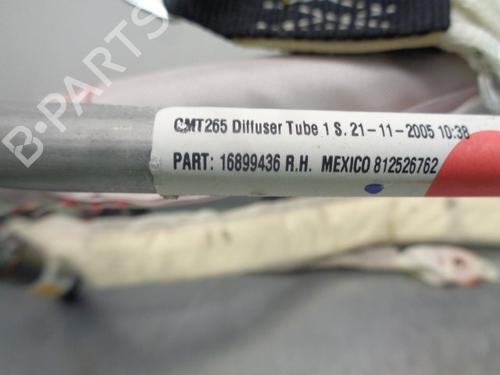 B-PARTS
CMT265 Diffuser Tube 1 S. 21-11-2005 10:38
PART: 16899436 R.H. MEXICO 812526762